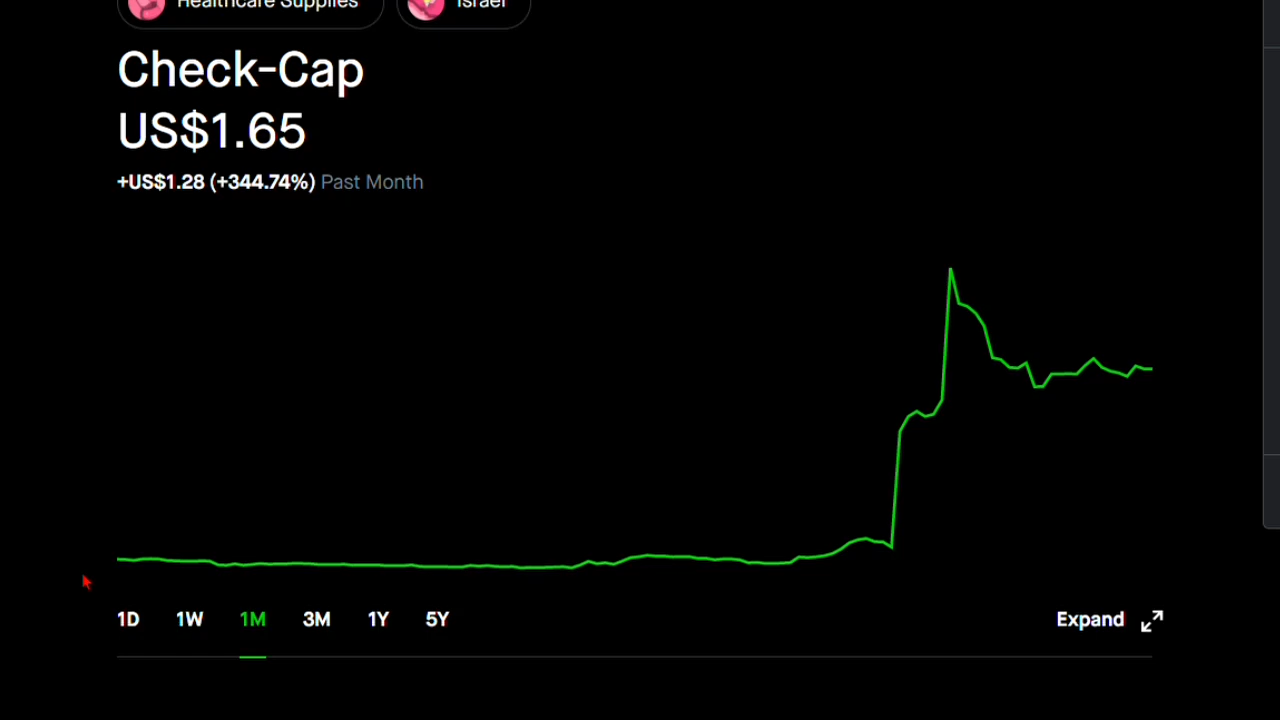 Healthcare Supplies Israel
Check-Cap
US$1.65
+US$1.28 (+344.74%) Past Month
1D 1W 1M 3M 1Y 5Y Expand